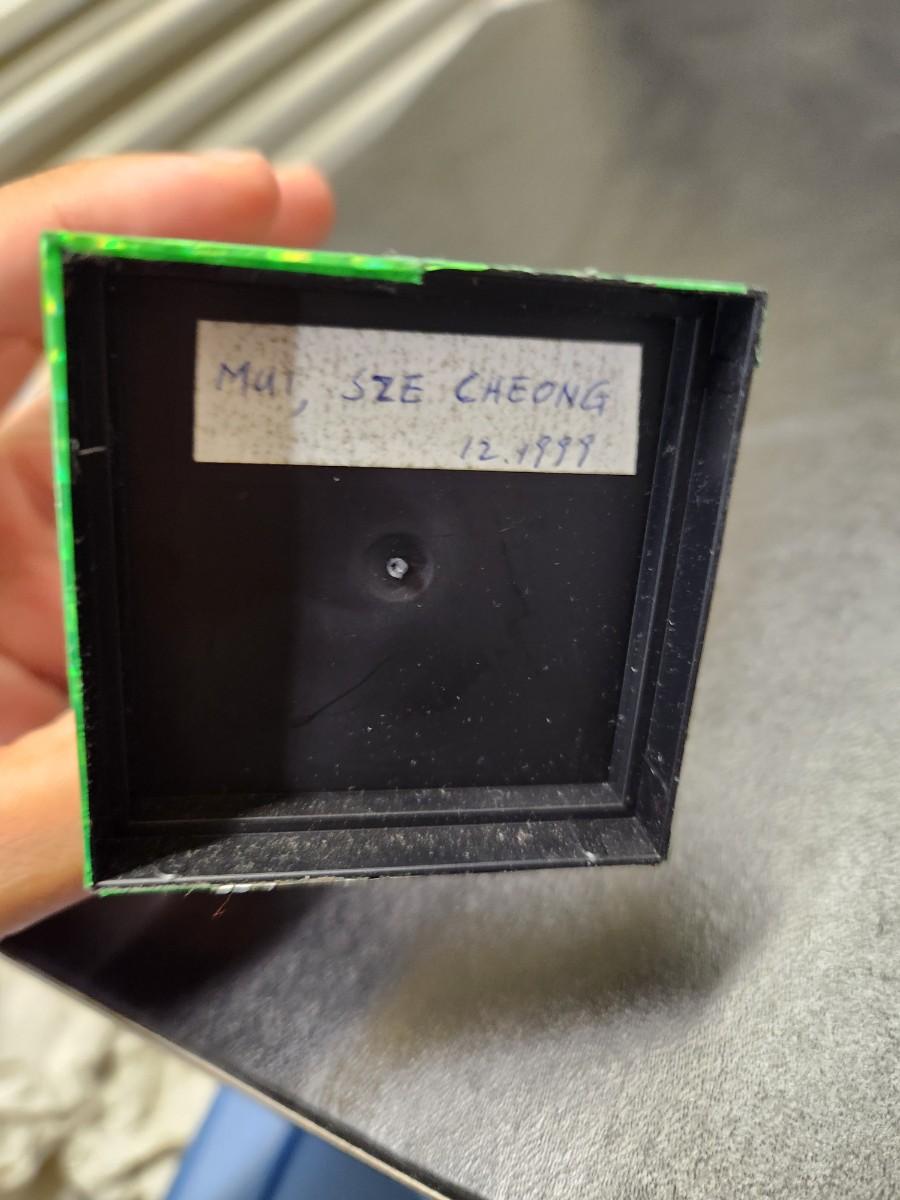 MUI, SZE CHEONG
12.1999